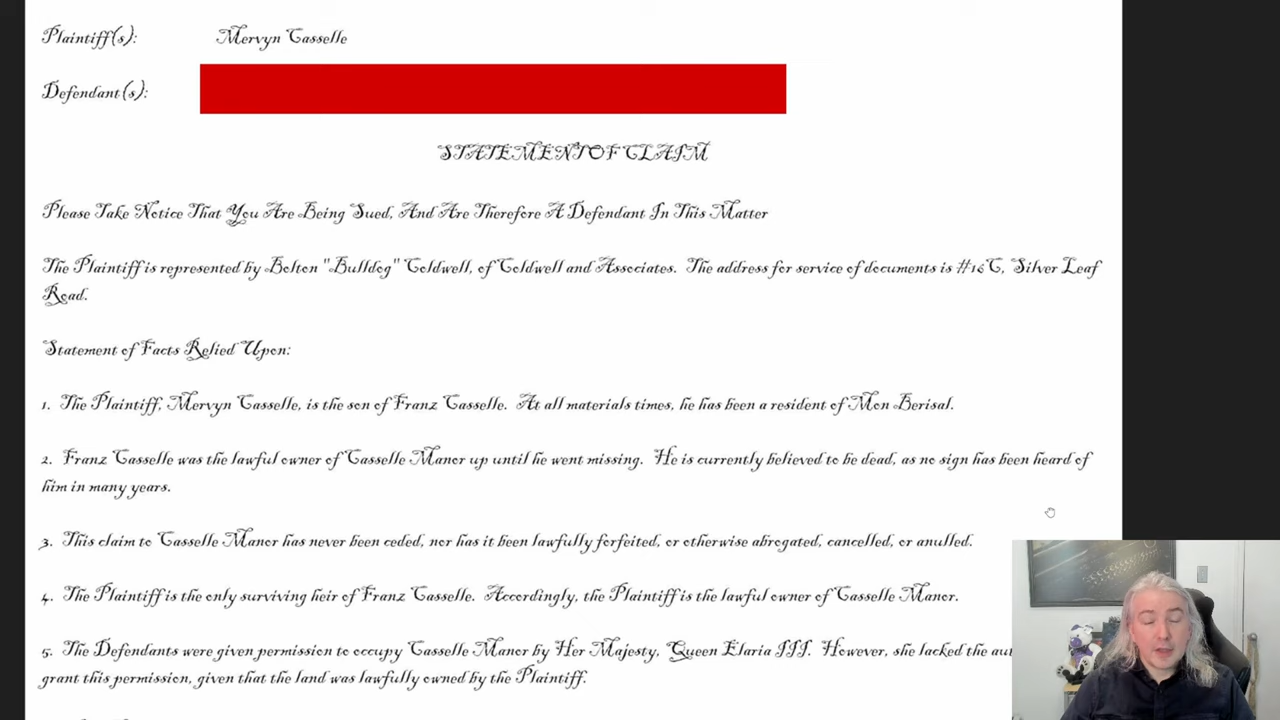 Plaintiff(s): Mervyn Casselle
Defendant(s):
STATEMENT OF CLAIM
Please Take Notice That You Are Being Sued, And Are Therefore A Defendant In This Matter
The Plaintiff is represented by Bolton "Bulldog" Coldwell, of Coldwell and Associates. The address for service of documents is #16C, Silver Leaf
Road.
Statement of Facts Relied Upon:
1. The Plaintiff, Mervyn Casselle, is the son of Franz Casselle. At all materials times, he has been a resident of Mon Berisal.
2. Franz Casselle was the lawful owner of Casselle Manor up until he went missing. He is currently believed to be dead, as no sign has been heard of
him in many years.
3. This claim to Casselle Manor has never been ceded, nor has it been lawfully forfeited, or otherwise abrogated, cancelled, or anulled.
4. The Plaintiff is the only surviving heir of Franz Casselle. Accordingly, the Plaintiff is the lawful owner of Casselle Manor.
5. The Defendants were given permission to occupy Casselle Manor by Her Majesty, Queen Elaria III. However, she lacked the
grant this permission, given that the land was lawfully owned by the Plaintiff.